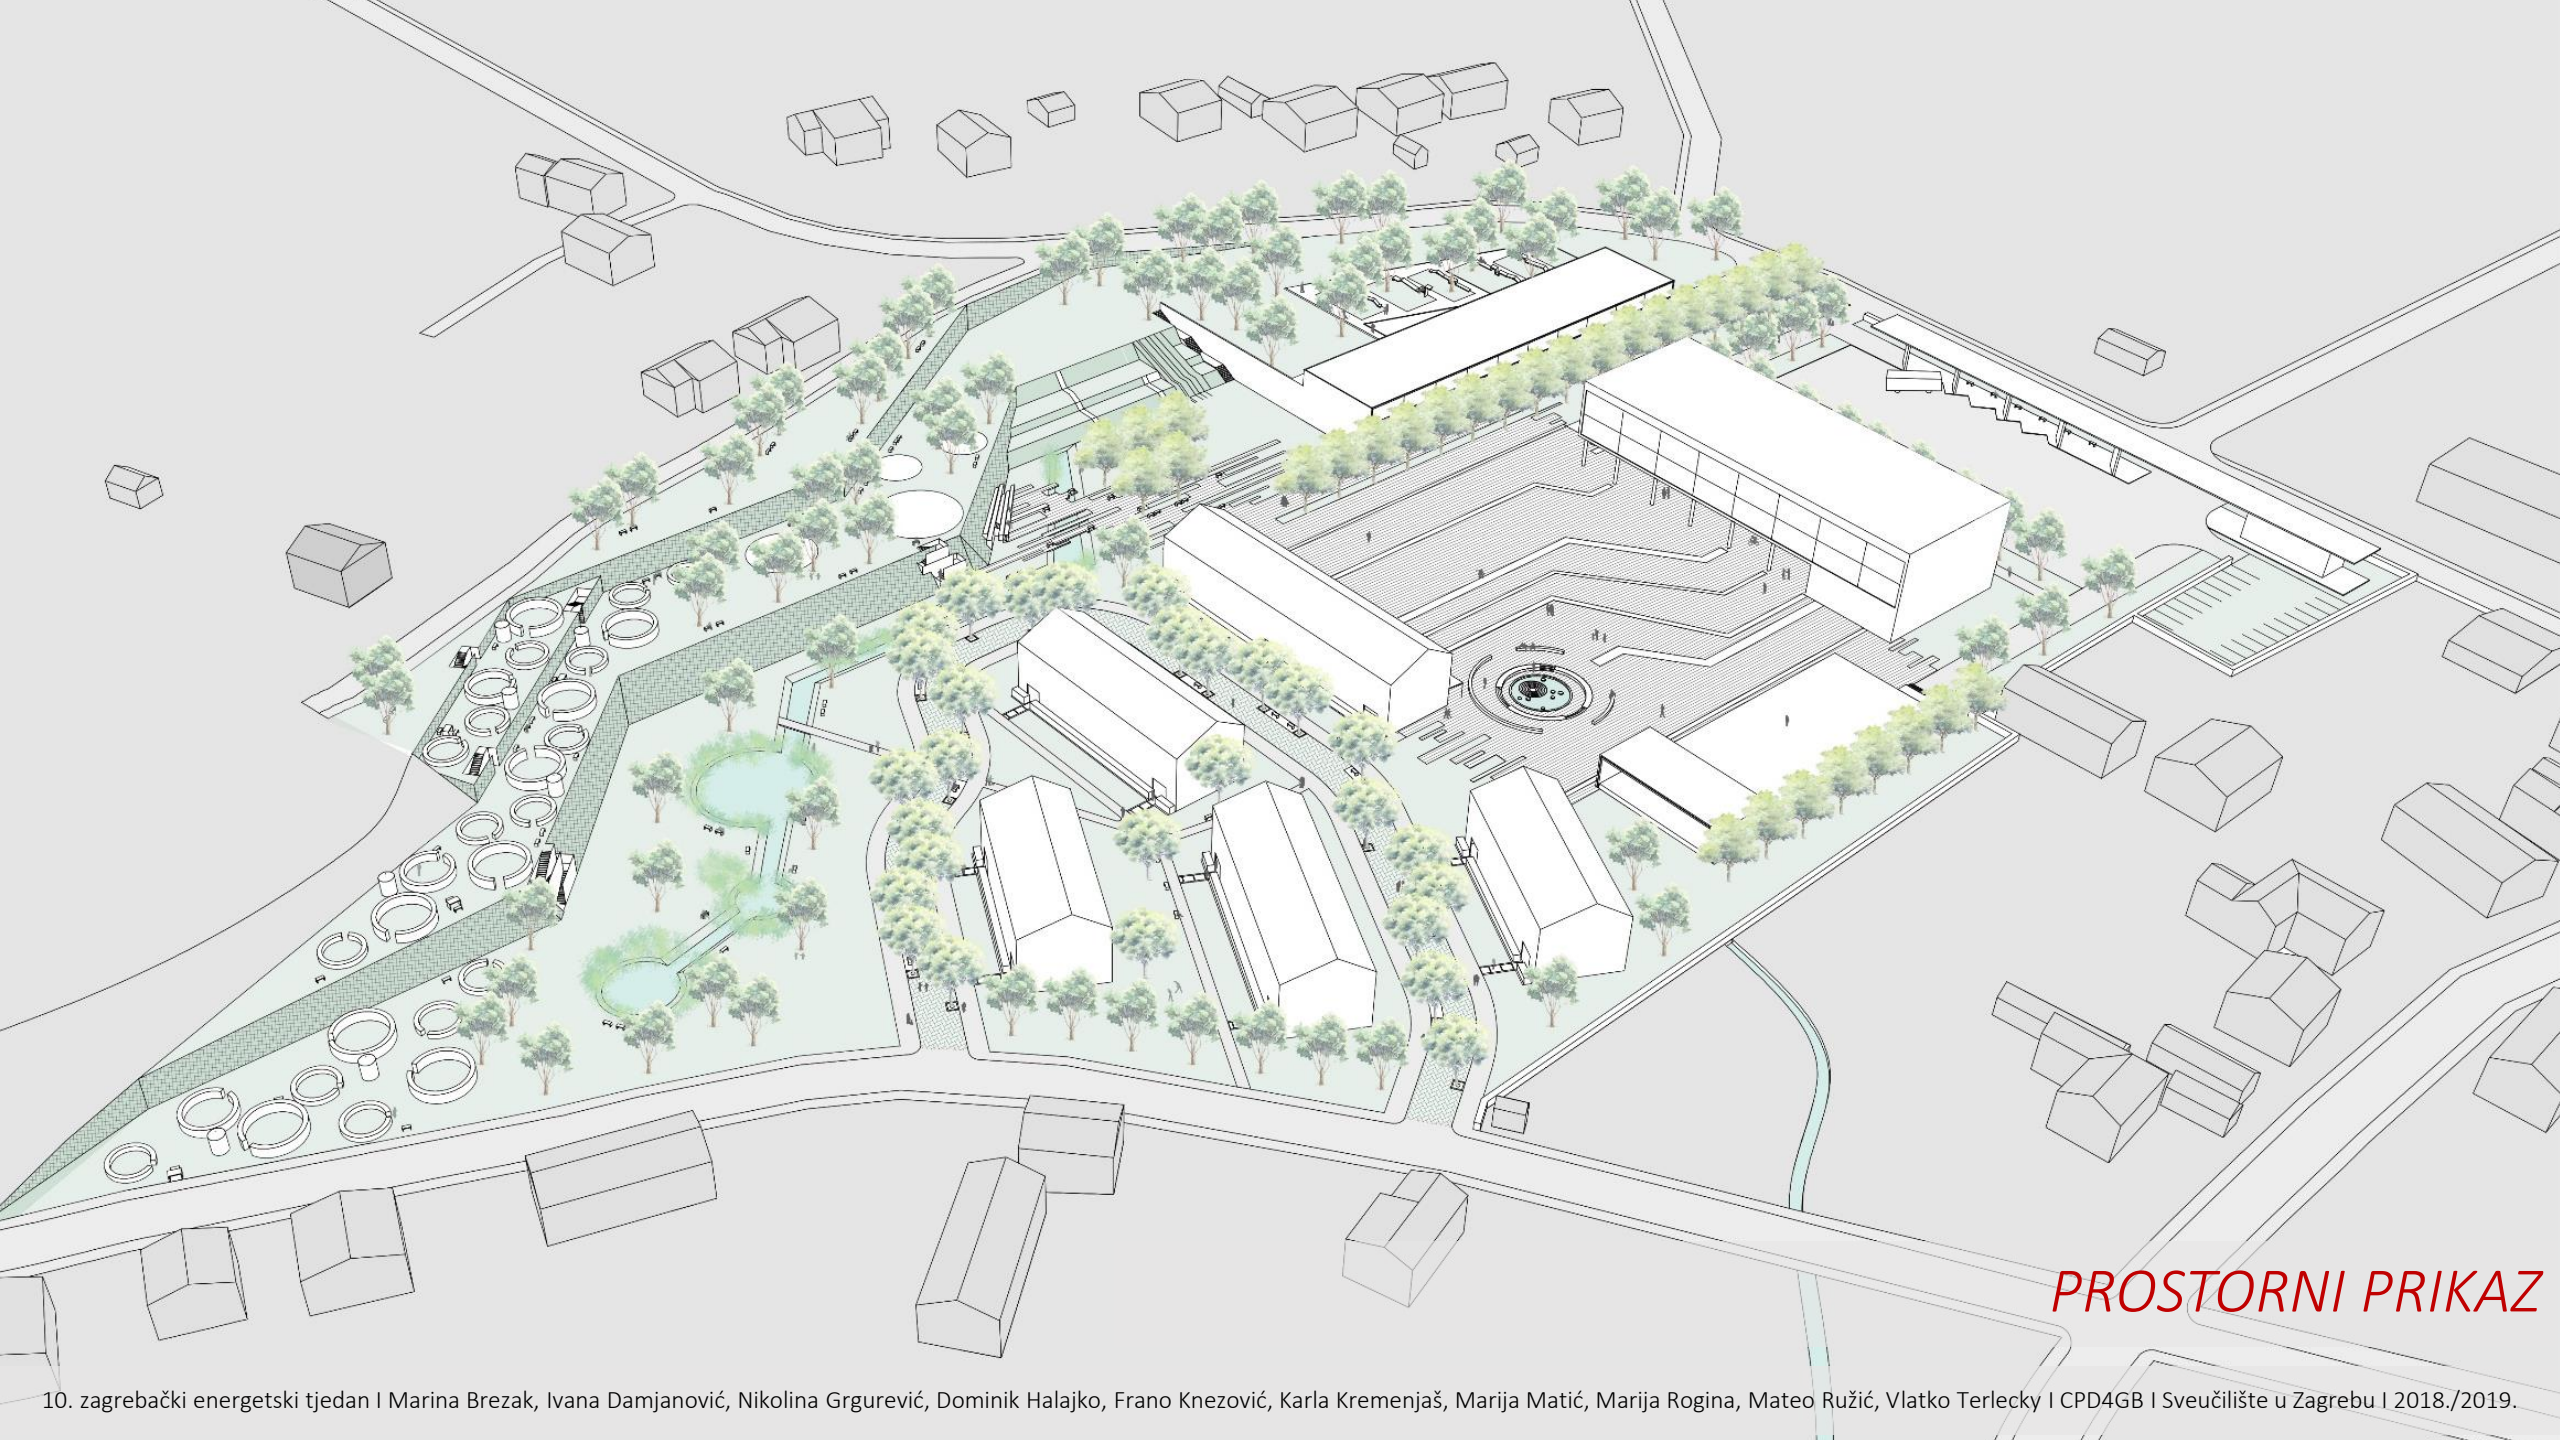 PROSTORNI PRIKAZ
10. zagrebački energetski tjedan I Marina Brezak, Ivana Damjanović, Nikolina Grgurević, Dominik Halajko, Frano Knezović, Karla Kremenjaš, Marija Matić, Marija Rogina, Mateo Ružić, Vlatko Terlecky I CPD4GB I Sveučilište u Zagrebu I 2018./2019.